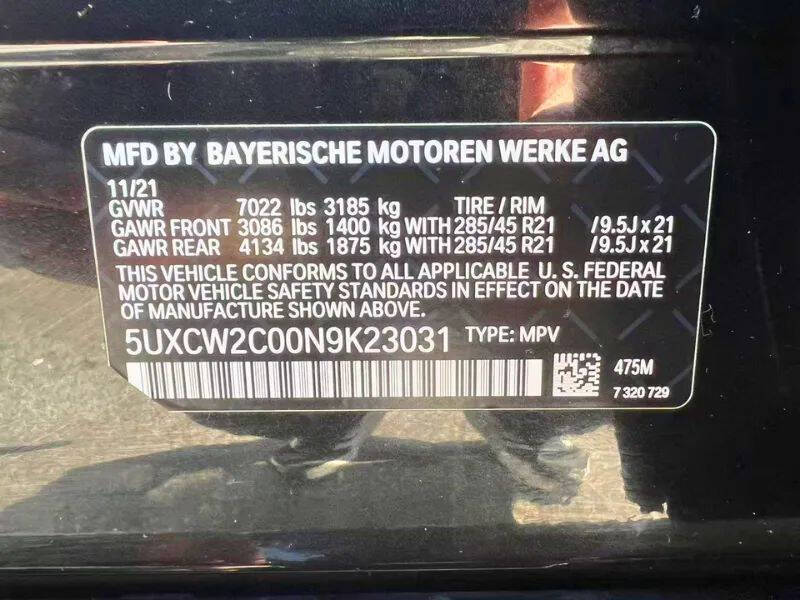 MFD BY BAYERISCHE MOTOREN WERKE AG
11/21
GVWR 7022 lbs 3185 kg TIRE / RIM
GAWR FRONT 3086 lbs 1400 kg WITH 285/45 R21 /9.5J x 21
GAWR REAR 4134 lbs 1875 kg WITH 285/45 R21 /9.5J x 21
THIS VEHICLE CONFORMS TO ALL APPLICABLE U. S. FEDERAL
MOTOR VEHICLE SAFETY STANDARDS IN EFFECT ON THE DATE
OF MANUFACTURE SHOWN ABOVE.
5UXCW2C00N9K23031 TYPE: MPV
475M
7 320 729